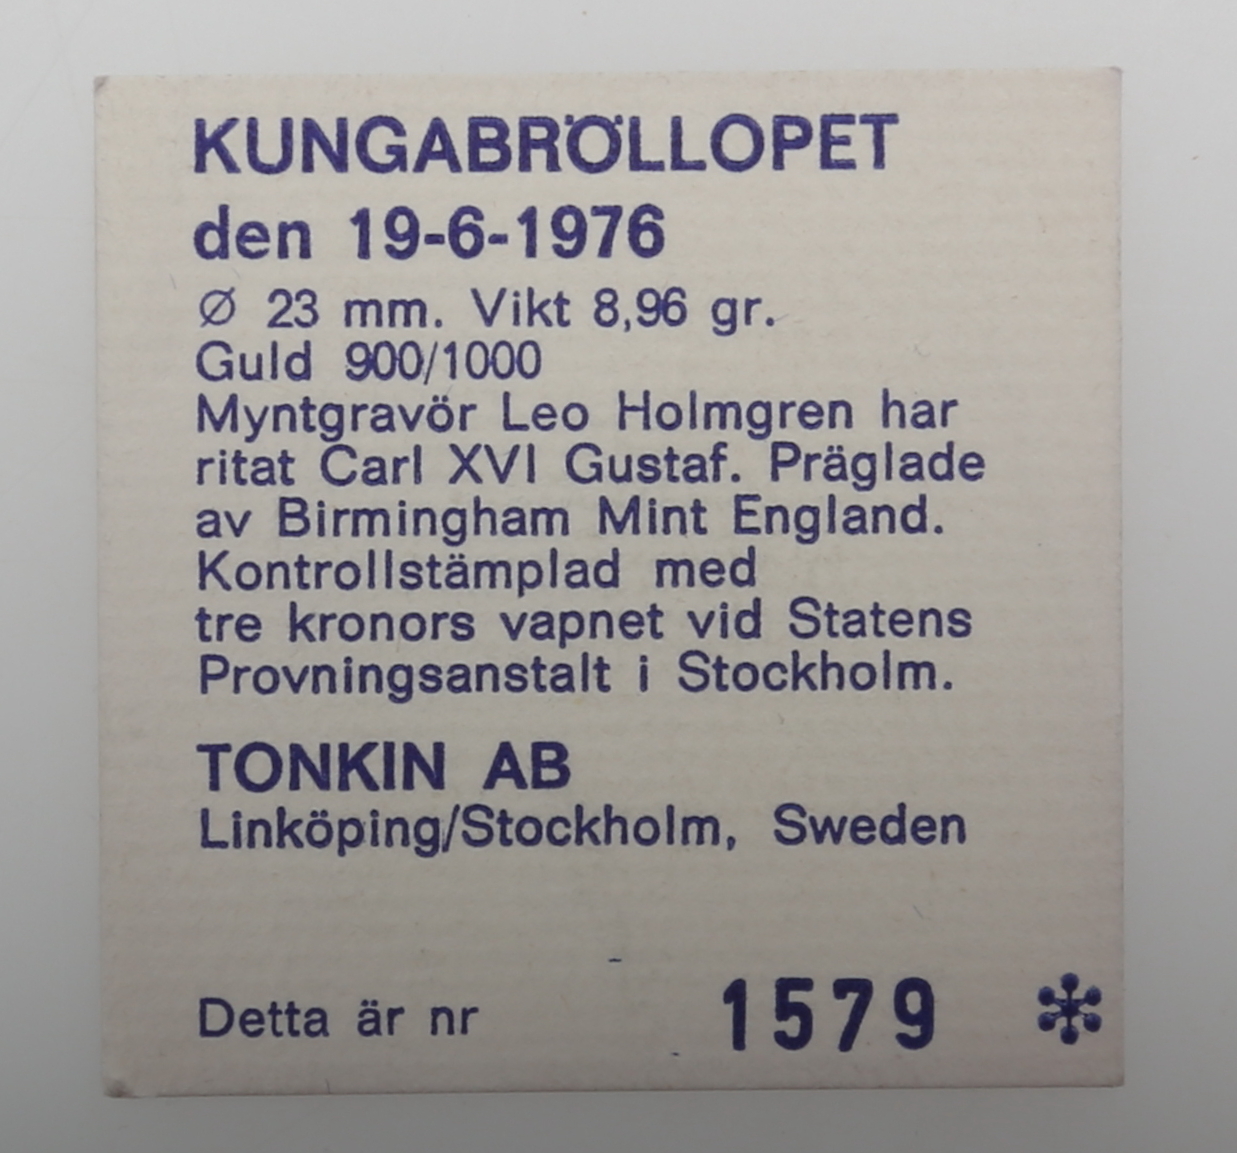 KUNGABRÖLLOPET
den 19-6-1976
Ø 23 mm. Vikt 8,96 gr.
Guld 900/1000
Myntgravör Leo Holmgren har
ritat Carl XVI Gustaf. Präglade
av Birmingham Mint England.
Kontrollstämplad med
tre kronors vapnet vid Statens
Provningsanstalt i Stockholm.
TONKIN AB
Linköping/Stockholm, Sweden
Detta är nr 1579 *